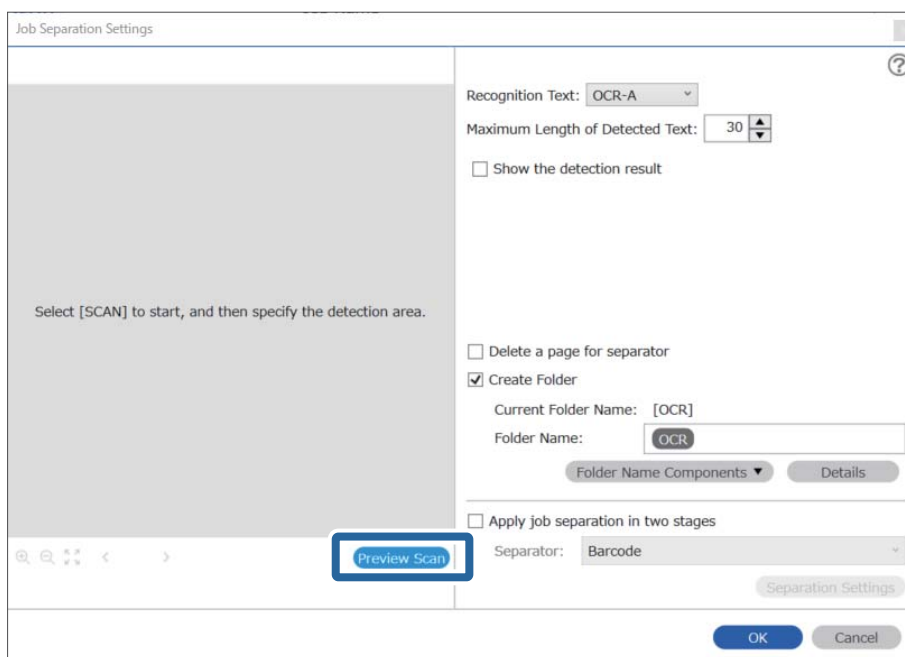 Job Separation Settings
Recognition Text: OCR-A
Maximum Length of Detected Text: 30
Show the detection result
Select [SCAN] to start, and then specify the detection area.
Delete a page for separator
Create Folder
Current Folder Name: [OCR]
Folder Name: OCR
Folder Name Components ▼ Details
Apply job separation in two stages
Preview Scan
Separator: Barcode
Separation Settings
OK Cancel